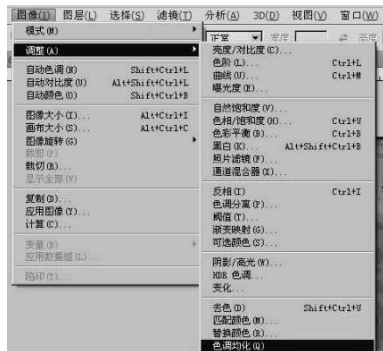 图像(I) 图层(L) 选择(S) 滤镜(T) 分析(A) 3D(D) 视图(V) 窗口(W)
模式(M)
调整(A)
自动色调(N) Shift+Ctrl+L
自动对比度(U) Alt+Shift+Ctrl+L
自动颜色(O) Shift+Ctrl+B
图像大小(I)... Alt+Ctrl+I
画布大小(S)... Alt+Ctrl+C
图像旋转(G)
裁剪(P)
裁切(R)...
显示全部(V)
复制(D)...
应用图像(Y)...
计算(C)...
变量(B)
应用数据组(L)...
陷印(T)...
正常
亮度/对比度(C)...
色阶(L)... Ctrl+L
曲线(U)... Ctrl+M
曝光度(E)...
自然饱和度(V)...
色相/饱和度(H)... Ctrl+U
色彩平衡(B)... Ctrl+B
黑白(K)... Alt+Shift+Ctrl+B
照片滤镜(F)...
通道混合器(X)...
反相(I) Ctrl+I
色调分离(P)...
阈值(T)...
渐变映射(G)...
可选颜色(S)...
阴影/高光(W)...
HDR 色调...
变化...
去色(D) Shift+Ctrl+U
匹配颜色(M)...
替换颜色(R)...
色调均化(Q)